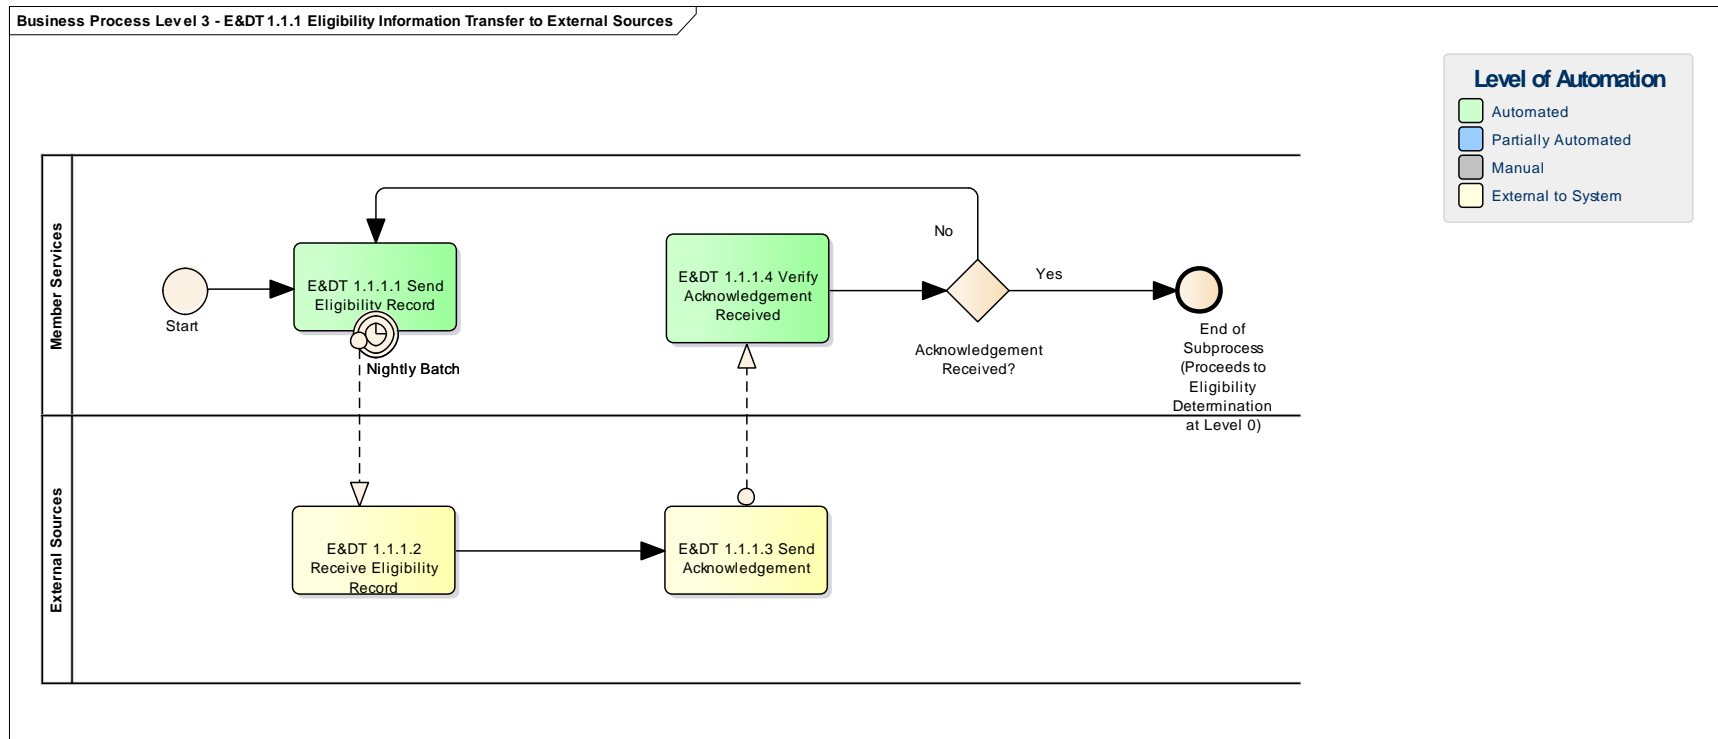 Business Process Level 3 - E&DT 1.1.1 Eligibility Information Transfer to External Sources
Level of Automation
Automated
Partially Automated
Manual
External to System
Member Services
Start
E&DT 1.1.1.1 Send
Eligibility Record
Nightly Batch
E&DT 1.1.1.4 Verify
Acknowledgement
Received
No
Yes
Acknowledgement
Received?
End of
Subprocess
(Proceeds to
Eligibility
Determination
at Level 0)
External Sources
E&DT 1.1.1.2
Receive Eligibility
Record
E&DT 1.1.1.3 Send
Acknowledgement